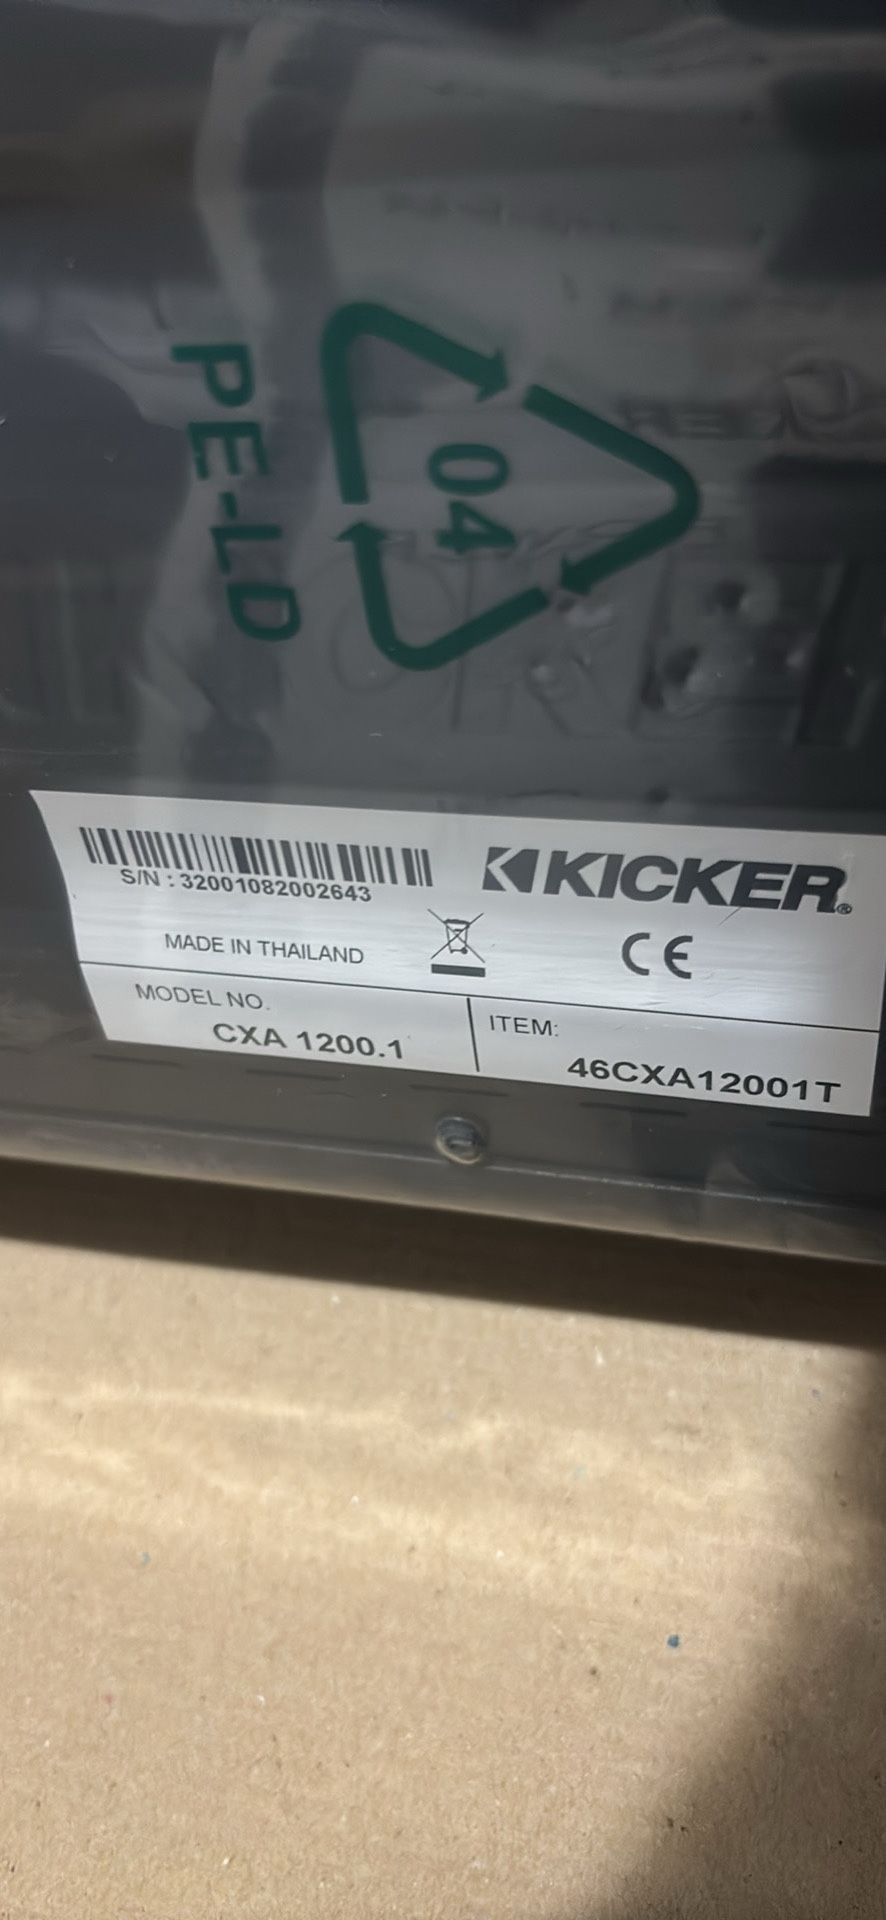 PE-LD
04
S/N : 32001082002643
KICKER®
MADE IN THAILAND
CE
MODEL NO.
CXA 1200.1
ITEM:
46CXA12001T